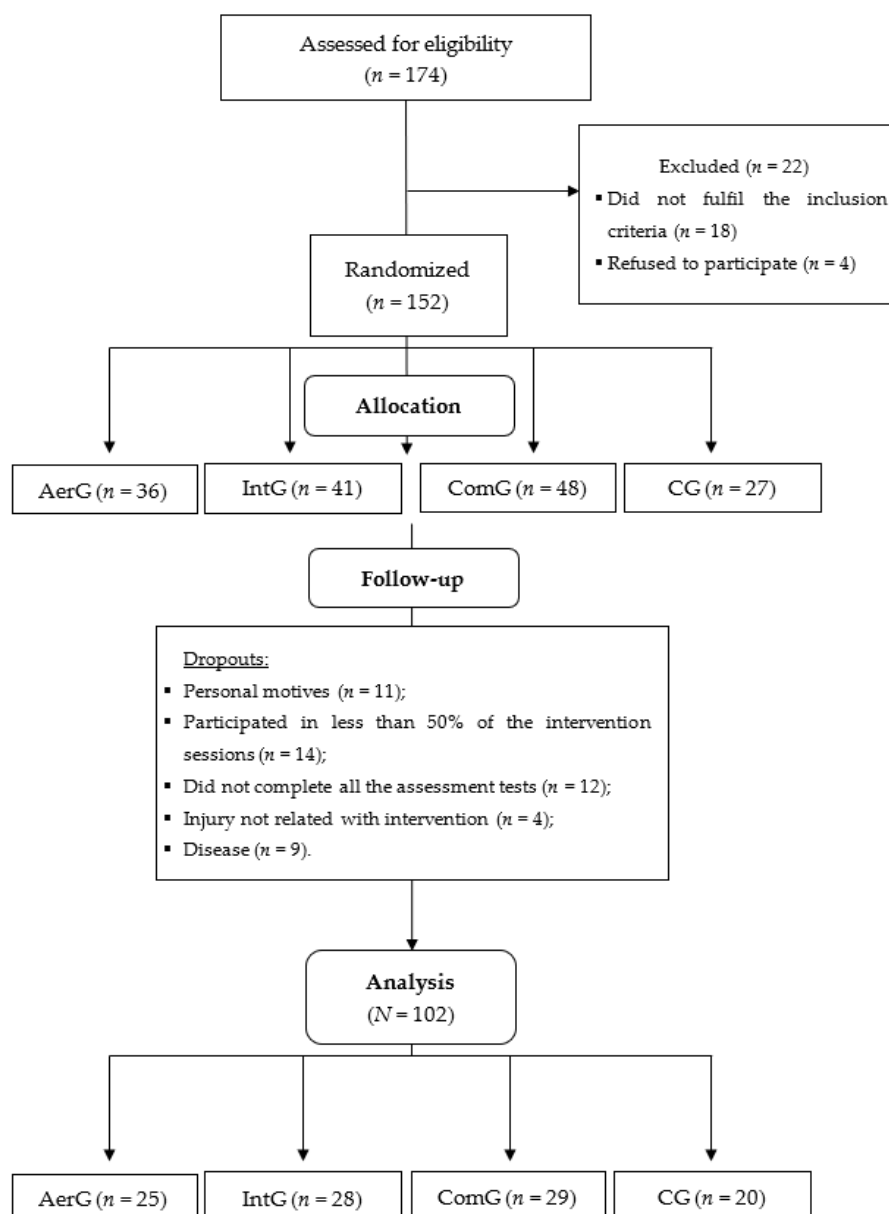 Assessed for eligibility
(n = 174)
Excluded (n = 22)
▪ Did not fulfil the inclusion
criteria (n = 18)
▪ Refused to participate (n = 4)
Randomized
(n = 152)
Allocation
AerG (n = 36)
IntG (n = 41)
ComG (n = 48)
CG (n = 27)
Follow-up
Dropouts:
▪ Personal motives (n = 11);
▪ Participated in less than 50% of the intervention
sessions (n = 14);
▪ Did not complete all the assessment tests (n = 12);
▪ Injury not related with intervention (n = 4);
▪ Disease (n = 9).
Analysis
(N = 102)
AerG (n = 25)
IntG (n = 28)
ComG (n = 29)
CG (n = 20)